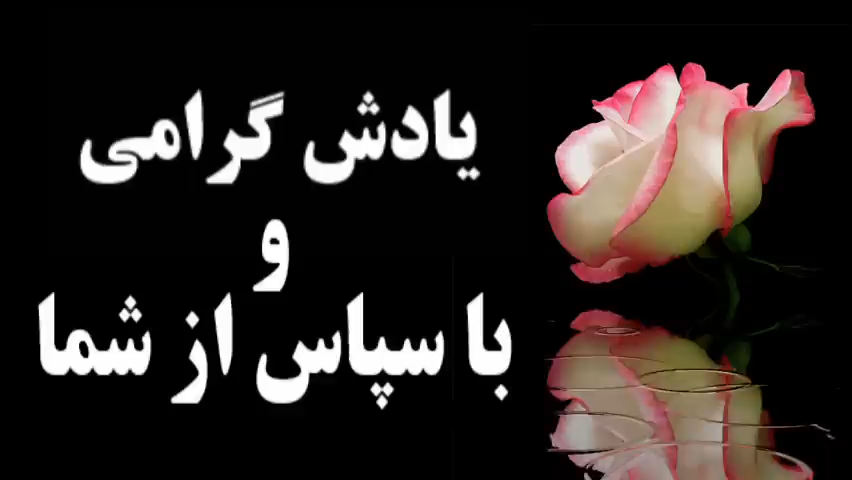 یادش گرامی
و
با سپاس از شما